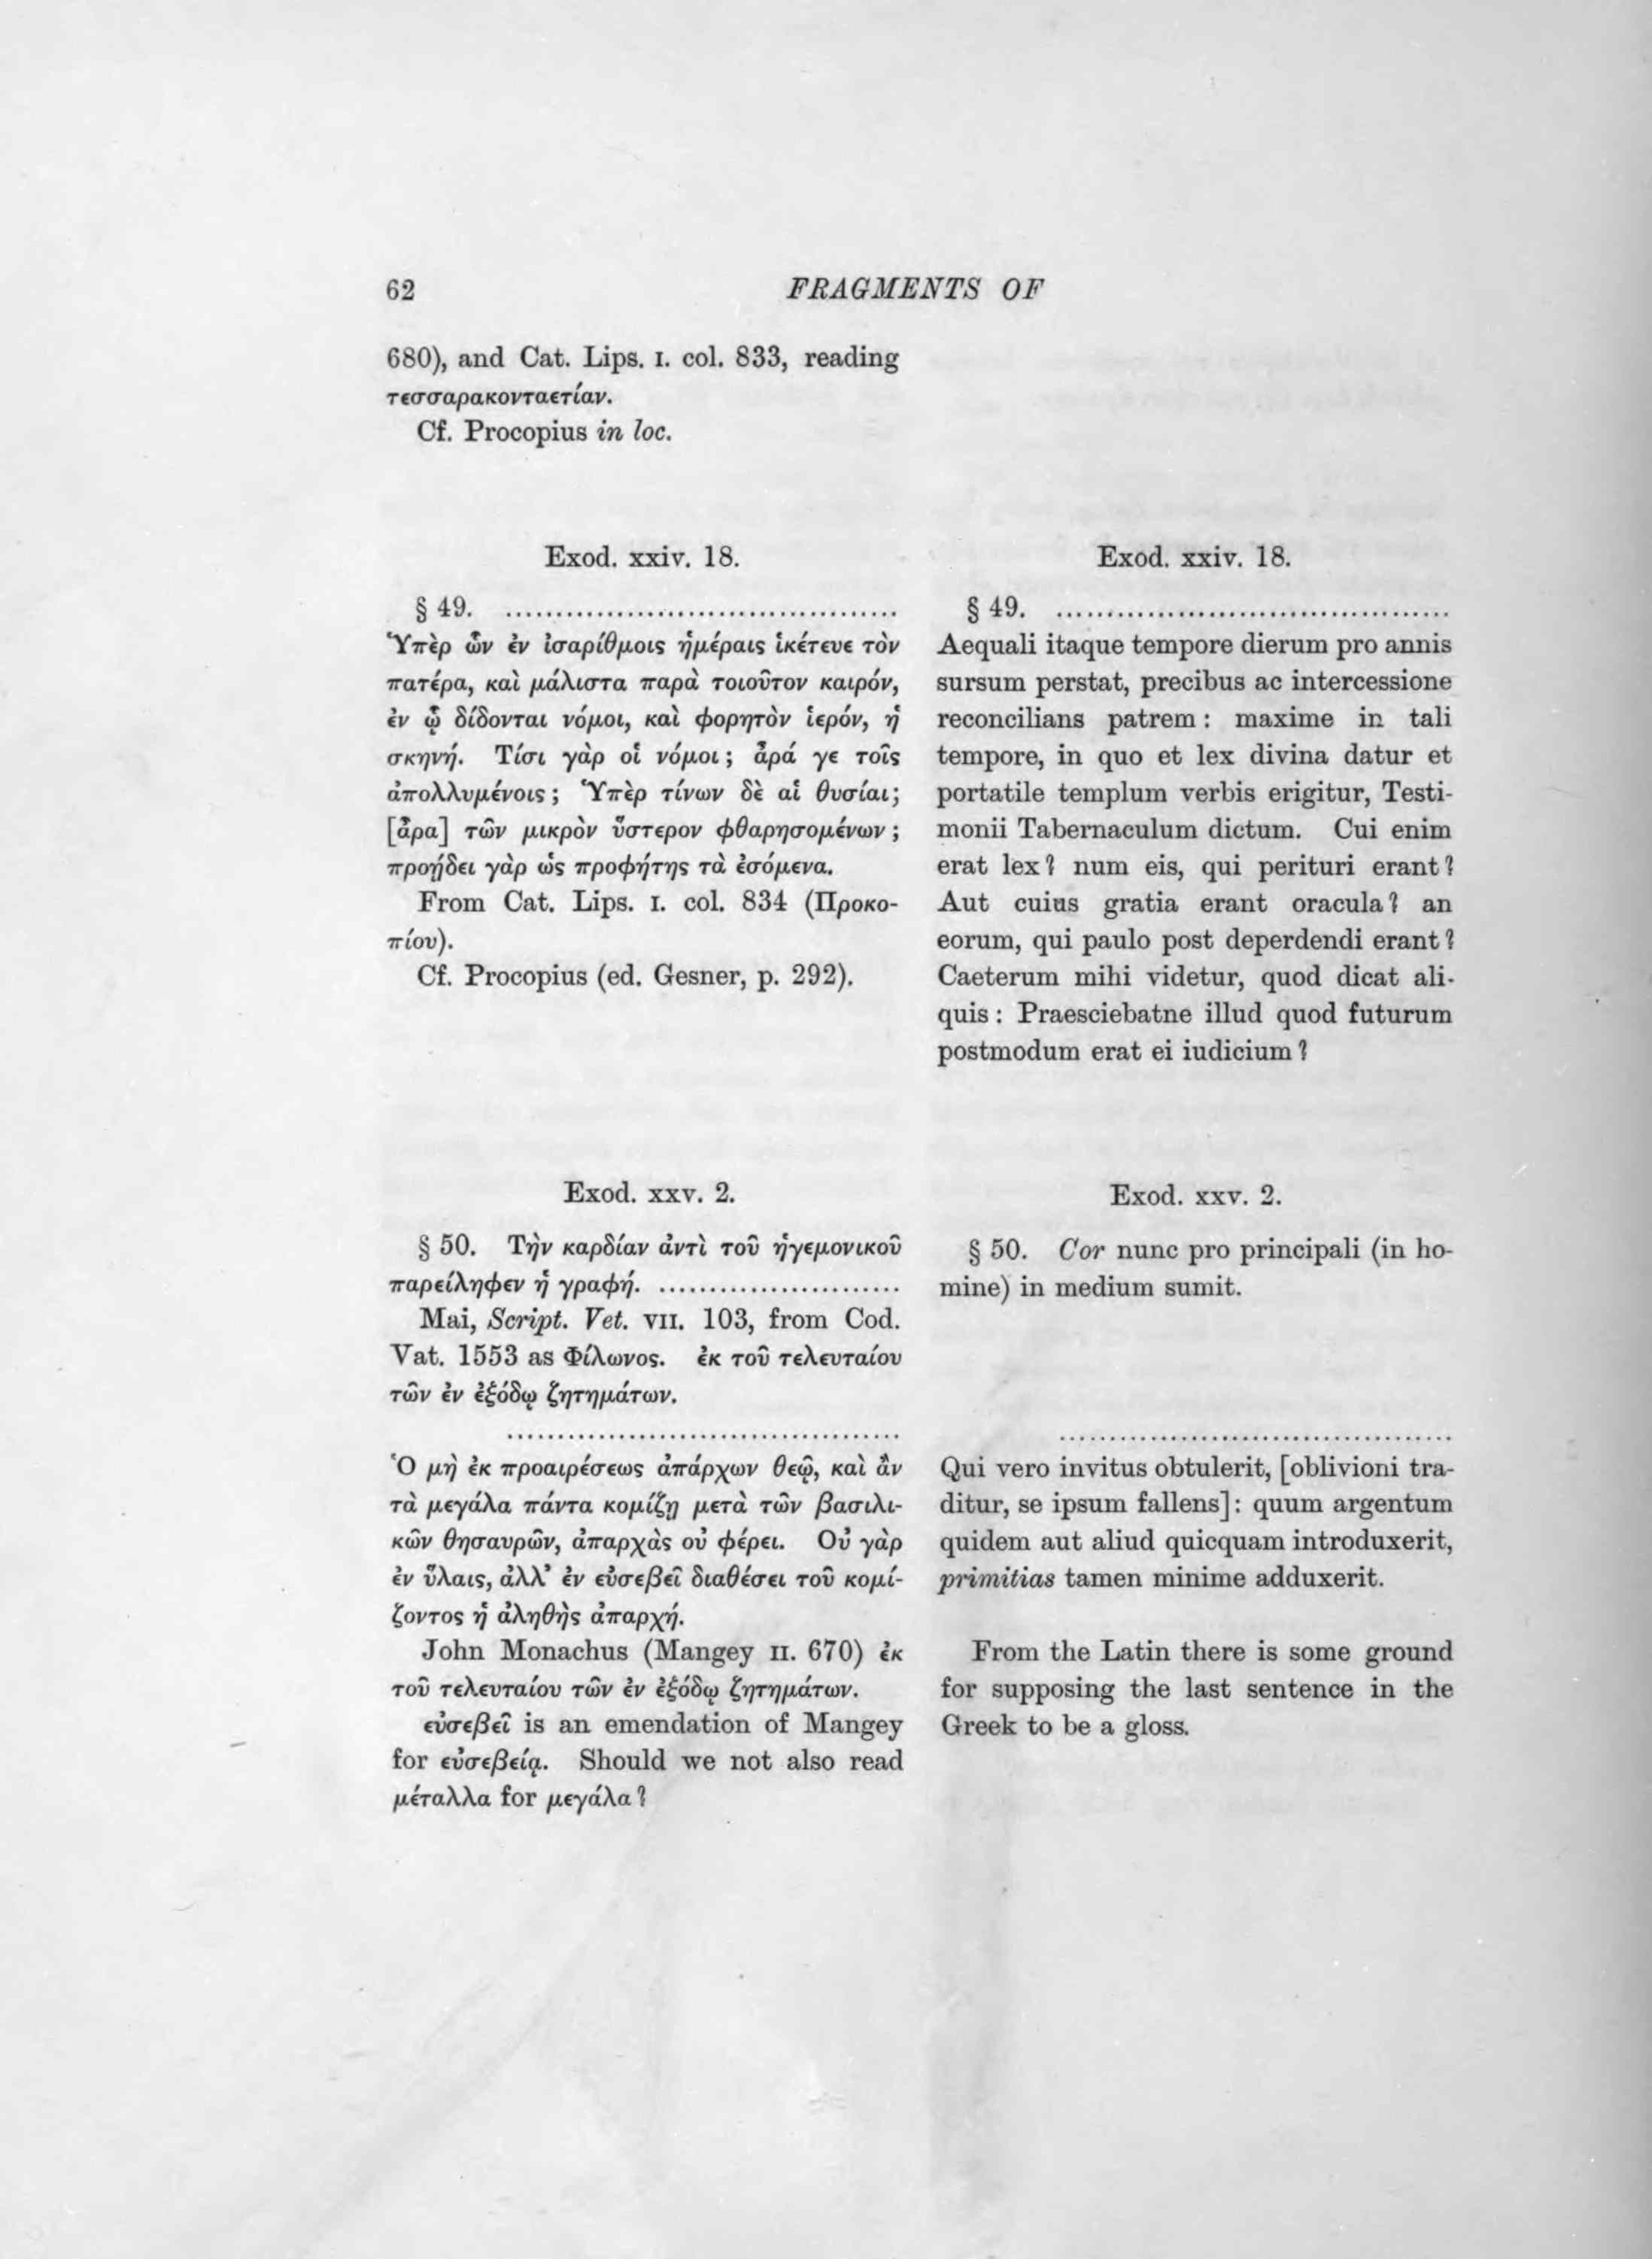 62
FRAGMENTS OF
680), and Cat. Lips. I. col. 833, reading
τεσσαρακονταετίαν.
Cf. Procopius in loc.
Exod. xxiv. 18.
§ 49. ......................................
Ὑπὲρ ὧν ἐν ἰσαρίθμοις ἡμέραις ἱκέτευε τὸν
πατέρα, καὶ μάλιστα παρὰ τοιοῦτον καιρόν,
ἐν ᾧ δίδονται νόμοι, καὶ φορητὸν ἱερόν, ἡ
σκηνή. Τίσι γὰρ οἱ νόμοι; ἆρά γε τοῖς
ἀπολλυμένοις; Ὑπὲρ τίνων δὲ αἱ θυσίαι;
[ἆρα] τῶν μικρὸν ὕστερον φθαρησομένων;
προῄδει γὰρ ὡς προφήτης τὰ ἐσόμενα.
From Cat. Lips. I. col. 834 (Προκο-
πίου).
Cf. Procopius (ed. Gesner, p. 292).
Exod. xxiv. 18.
§ 49. ......................................
Aequali itaque tempore dierum pro annis
sursum perstat, precibus ac intercessione
reconcilians patrem: maxime in tali
tempore, in quo et lex divina datur et
portatile templum verbis erigitur, Testi-
monii Tabernaculum dictum. Cui enim
erat lex? num eis, qui perituri erant?
Aut cuius gratia erant oracula? an
eorum, qui paulo post deperdendi erant?
Caeterum mihi videtur, quod dicat ali-
quis: Praesciebatne illud quod futurum
postmodum erat ei iudicium?
Exod. xxv. 2.
§ 50. Τὴν καρδίαν ἀντὶ τοῦ ἡγεμονικοῦ
παρείληφεν ἡ γραφή. ........................
Mai, Script. Vet. VII. 103, from Cod.
Vat. 1553 as Φίλωνος. ἐκ τοῦ τελευταίου
τῶν ἐν ἐξόδῳ ζητημάτων.
......................................
Ὁ μὴ ἐκ προαιρέσεως ἀπάρχων θεῷ, καὶ ἂν
τὰ μεγάλα πάντα κομίζῃ μετὰ τῶν βασιλι-
κῶν θησαυρῶν, ἀπαρχὰς οὐ φέρει. Οὐ γὰρ
ἐν ὕλαις, ἀλλ' ἐν εὐσεβεῖ διαθέσει τοῦ κομί-
ζοντος ἡ ἀληθὴς ἀπαρχή.
John Monachus (Mangey II. 670) ἐκ
τοῦ τελευταίου τῶν ἐν ἐξόδῳ ζητημάτων.
εὐσεβεῖ is an emendation of Mangey
for εὐσεβείᾳ. Should we not also read
μέταλλα for μεγάλα?
Exod. xxv. 2.
§ 50. Cor nunc pro principali (in ho-
mine) in medium sumit.
......................................
Qui vero invitus obtulerit, [oblivioni tra-
ditur, se ipsum fallens]: quum argentum
quidem aut aliud quicquam introduxerit,
primitias tamen minime adduxerit.
From the Latin there is some ground
for supposing the last sentence in the
Greek to be a gloss.